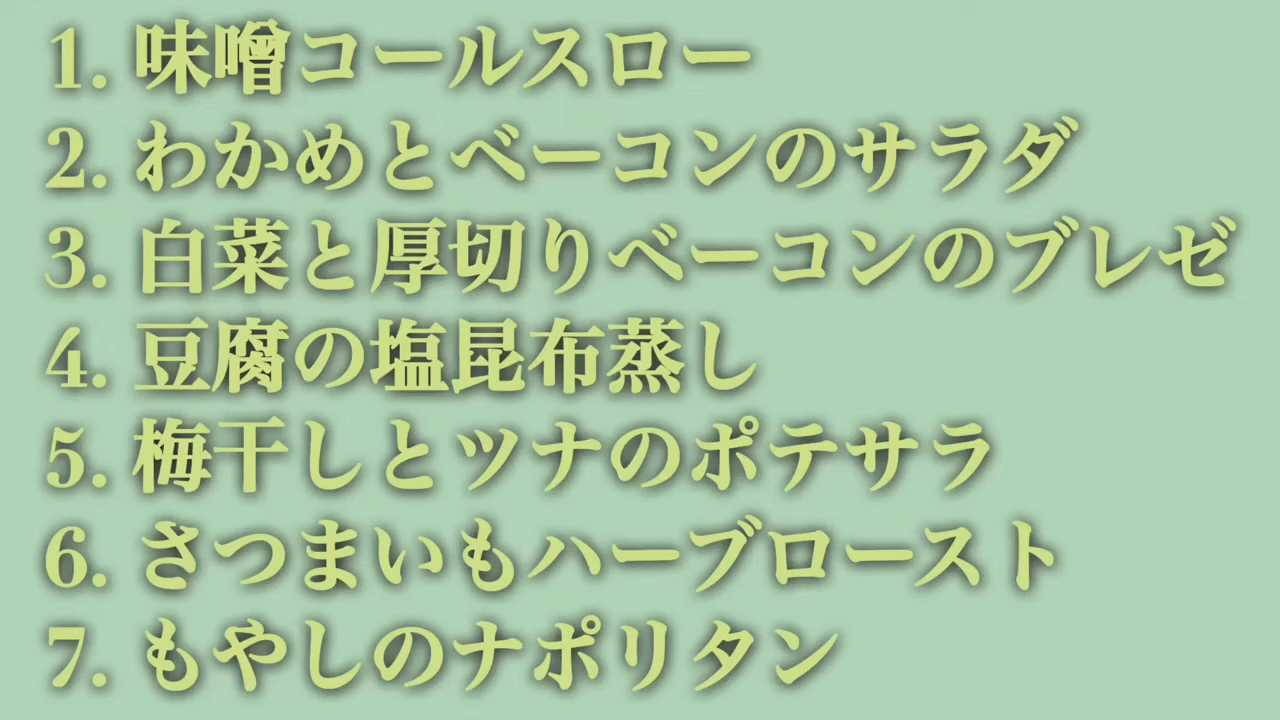 1. 味噌コールスロー
2. わかめとベーコンのサラダ
3. 白菜と厚切りベーコンのブレゼ
4. 豆腐の塩昆布蒸し
5. 梅干しとツナのポテサラ
6. さつまいもハーブロースト
7. もやしのナポリタン